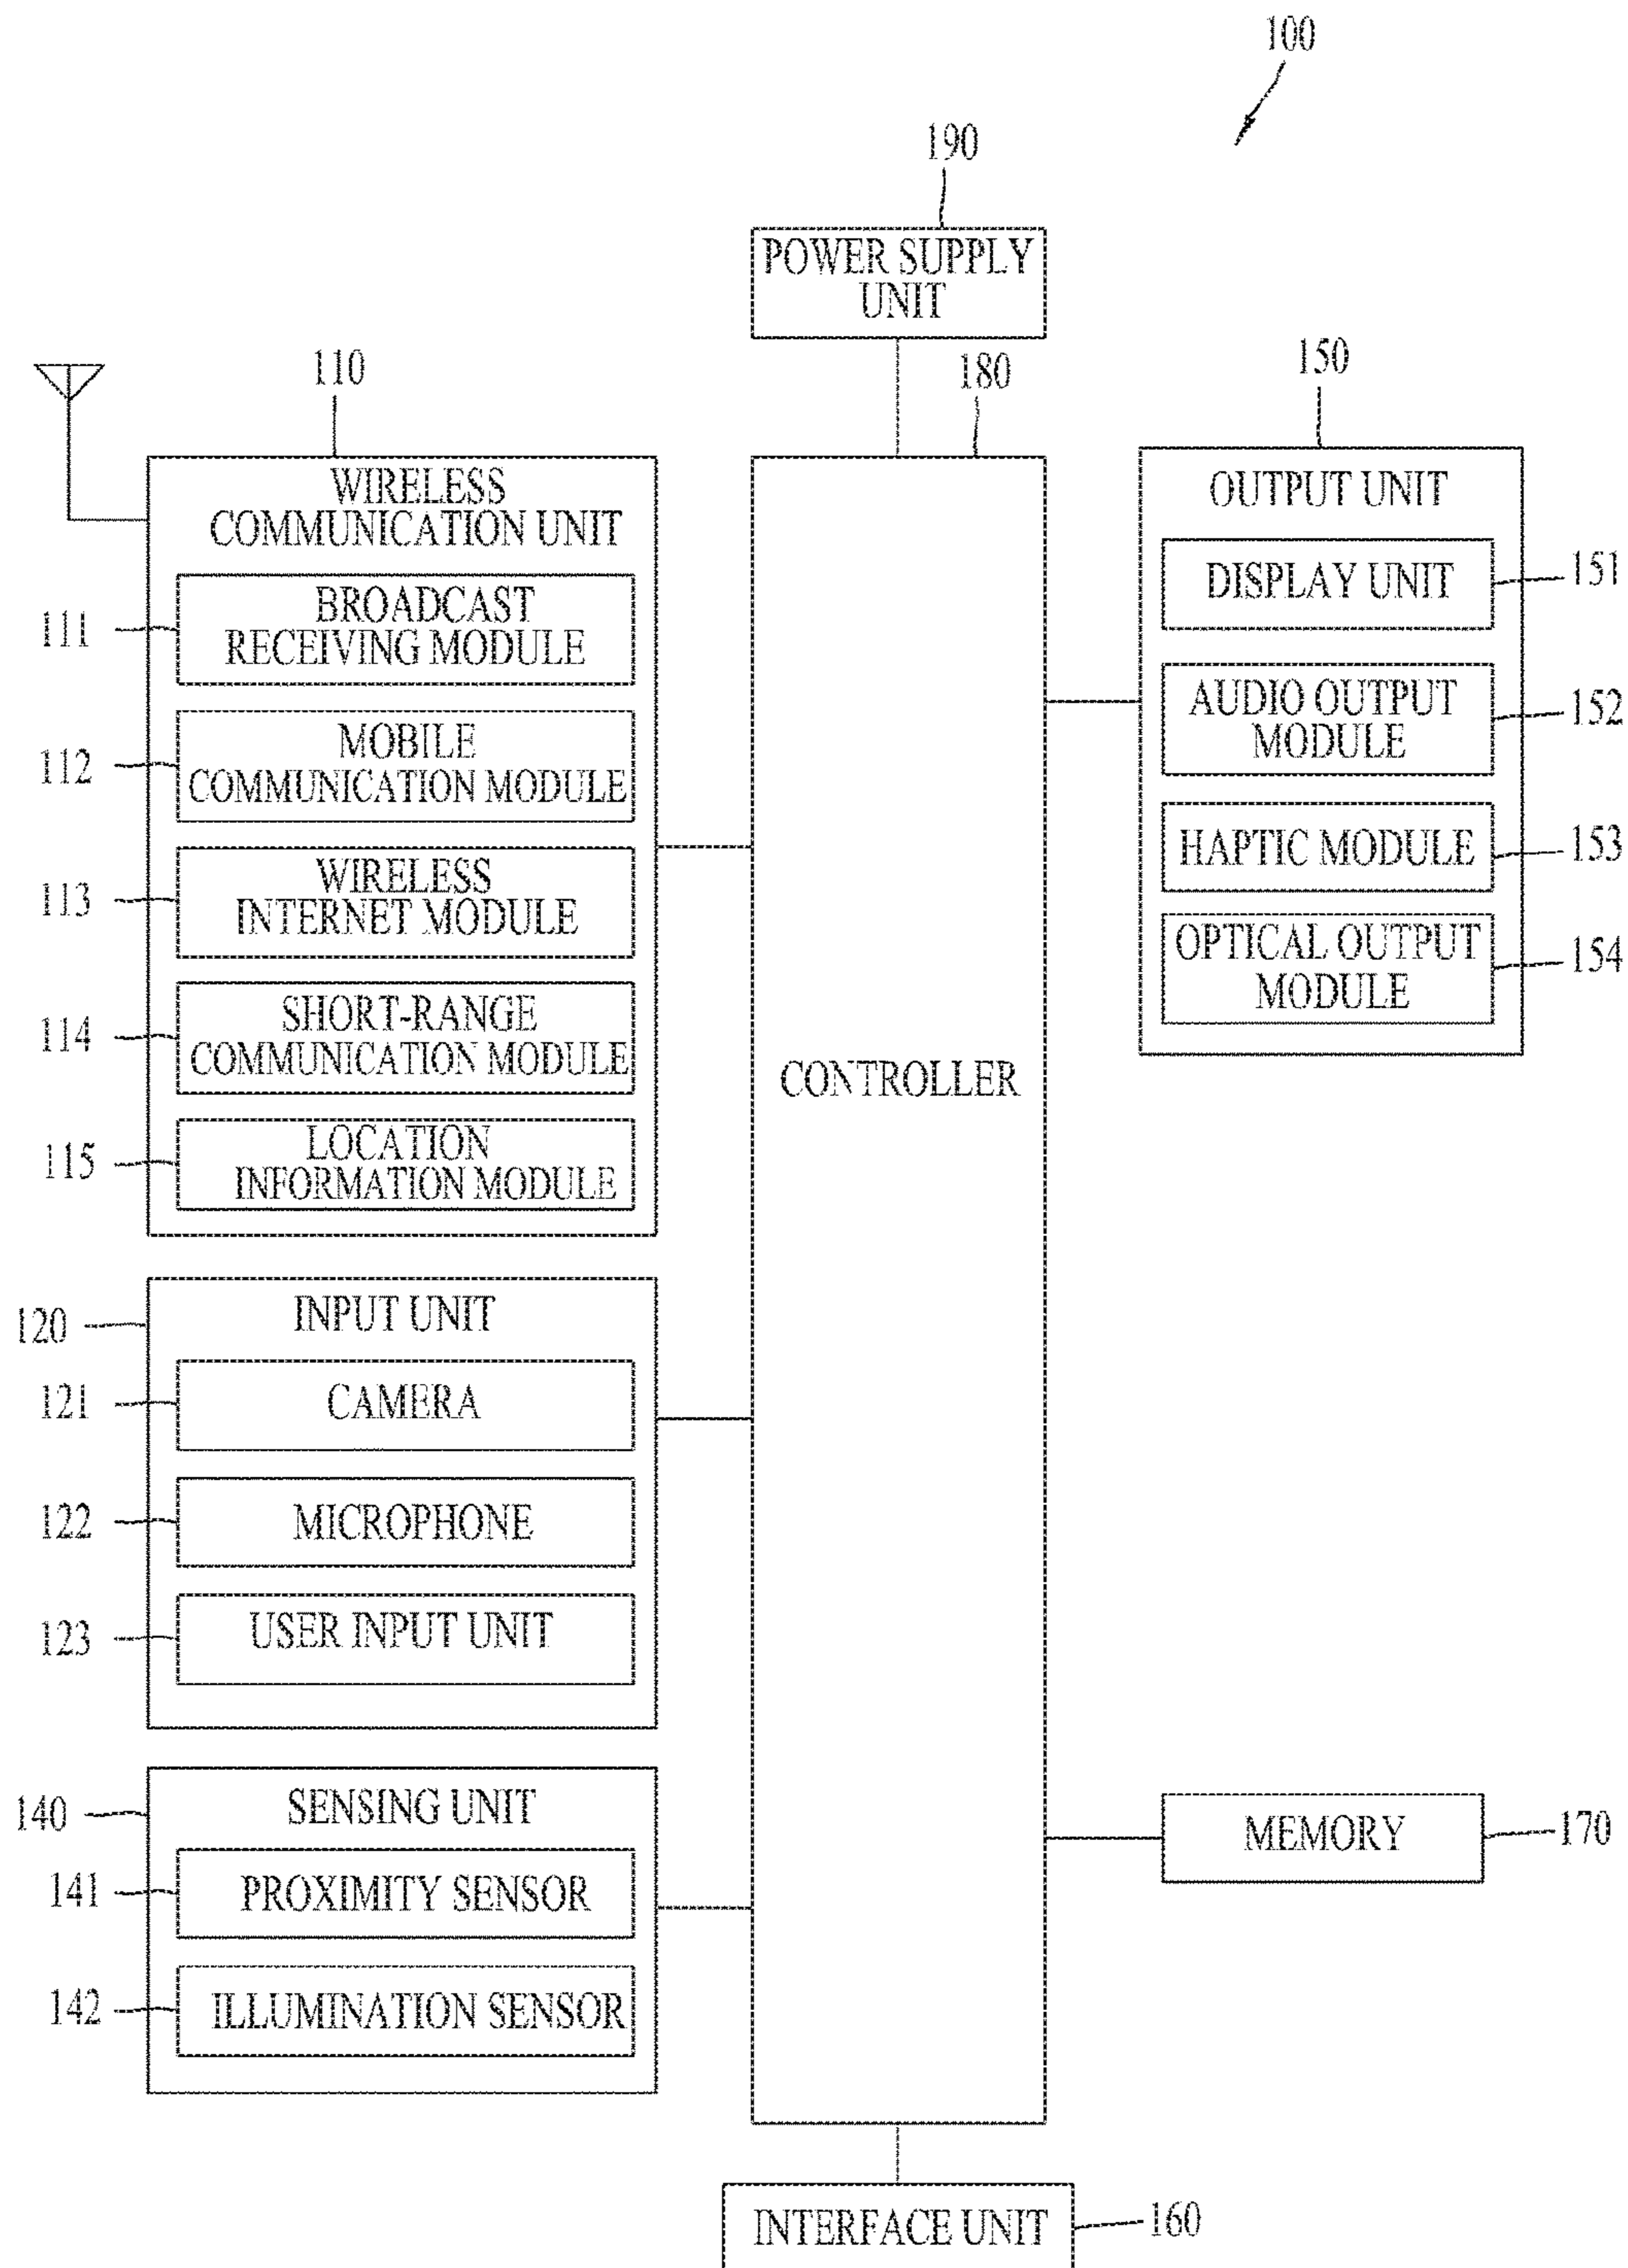 100
190
POWER SUPPLY
UNIT
110
180
150
WIRELESS
COMMUNICATION UNIT
111
BROADCAST
RECEIVING MODULE
112
MOBILE
COMMUNICATION MODULE
113
WIRELESS
INTERNET MODULE
114
SHORT-RANGE
COMMUNICATION MODULE
115
LOCATION
INFORMATION MODULE
120
INPUT UNIT
121
CAMERA
122
MICROPHONE
123
USER INPUT UNIT
140
SENSING UNIT
141
PROXIMITY SENSOR
142
ILLUMINATION SENSOR
CONTROLLER
OUTPUT UNIT
DISPLAY UNIT
151
AUDIO OUTPUT
MODULE
152
HAPTIC MODULE
153
OPTICAL OUTPUT
MODULE
154
MEMORY
170
INTERFACE UNIT
160